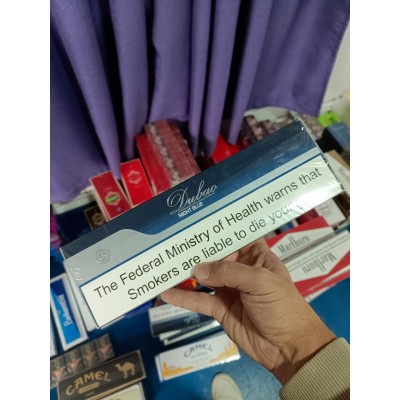 Dubao
NIGHT BLUE
The Federal Ministry of Health warns that
Smokers are liable to die young
Marlboro
Marlboro
CAMEL
CAMEL